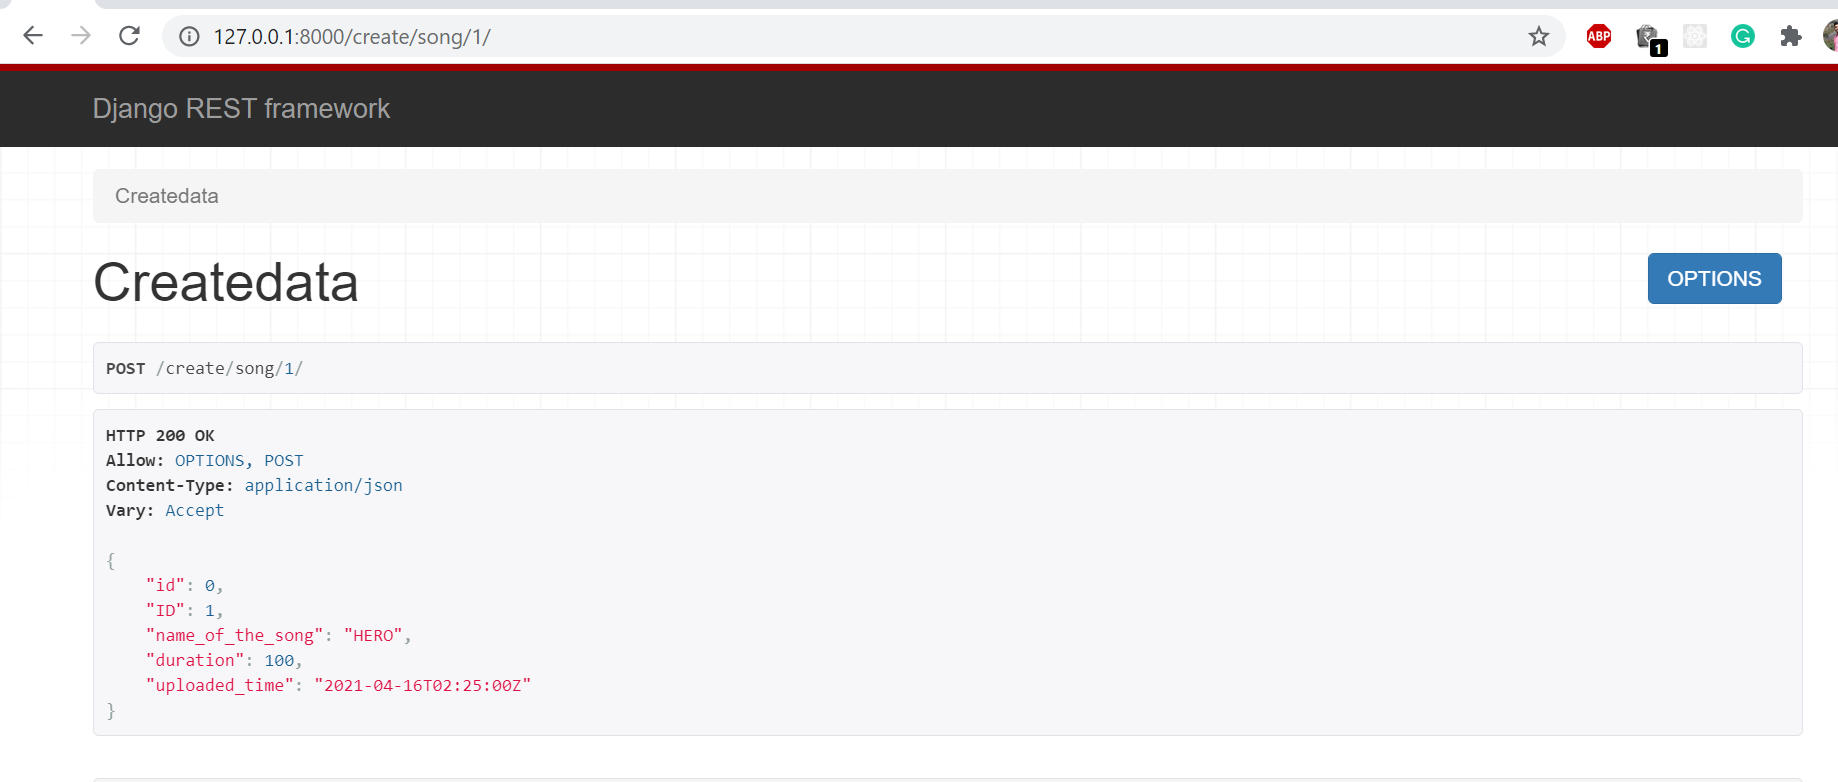 127.0.0.1:8000/create/song/1/
ABP
1
G
Django REST framework
Createdata
Createdata
OPTIONS
POST /create/song/1/
HTTP 200 OK
Allow: OPTIONS, POST
Content-Type: application/json
Vary: Accept
{
    "id": 0,
    "ID": 1,
    "name_of_the_song": "HERO",
    "duration": 100,
    "uploaded_time": "2021-04-16T02:25:00Z"
}